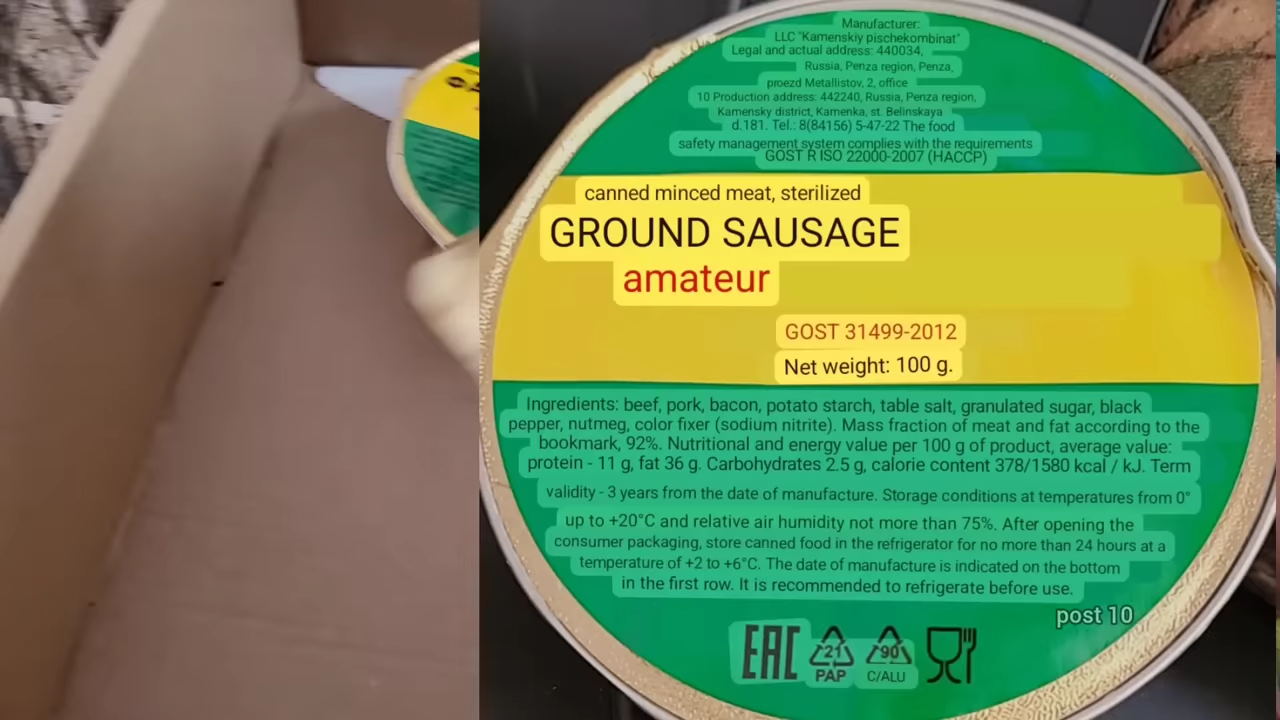 Manufacturer:
LLC "Kamenskiy pischekombinat"
Legal and actual address: 440034,
Russia, Penza region, Penza,
proezd Metallistov, 2, office
10 Production address: 442240, Russia, Penza region,
Kamensky district, Kamenka, st. Belinskaya
d.181. Tel.: 8(84156) 5-47-22 The food
safety management system complies with the requirements
GOST R ISO 22000-2007 (HACCP)
canned minced meat, sterilized
GROUND SAUSAGE
amateur
GOST 31499-2012
Net weight: 100 g.
Ingredients: beef, pork, bacon, potato starch, table salt, granulated sugar, black
pepper, nutmeg, color fixer (sodium nitrite). Mass fraction of meat and fat according to the
bookmark, 92%. Nutritional and energy value per 100 g of product, average value:
protein - 11 g, fat 36 g. Carbohydrates 2.5 g, calorie content 378/1580 kcal / kJ. Term
validity - 3 years from the date of manufacture. Storage conditions at temperatures from 0°
up to +20°C and relative air humidity not more than 75%. After opening the
consumer packaging, store canned food in the refrigerator for no more than 24 hours at a
temperature of +2 to +6°C. The date of manufacture is indicated on the bottom
in the first row. It is recommended to refrigerate before use.
post 10
EAC
21
PAP
90
C/ALU